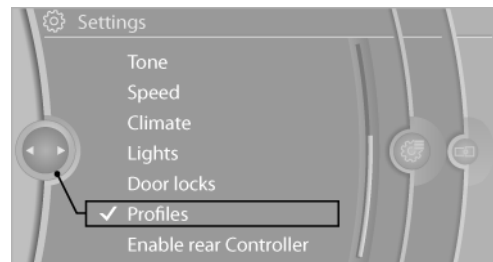 Settings
Tone
Speed
Climate
Lights
Door locks
Profiles
Enable rear Controller